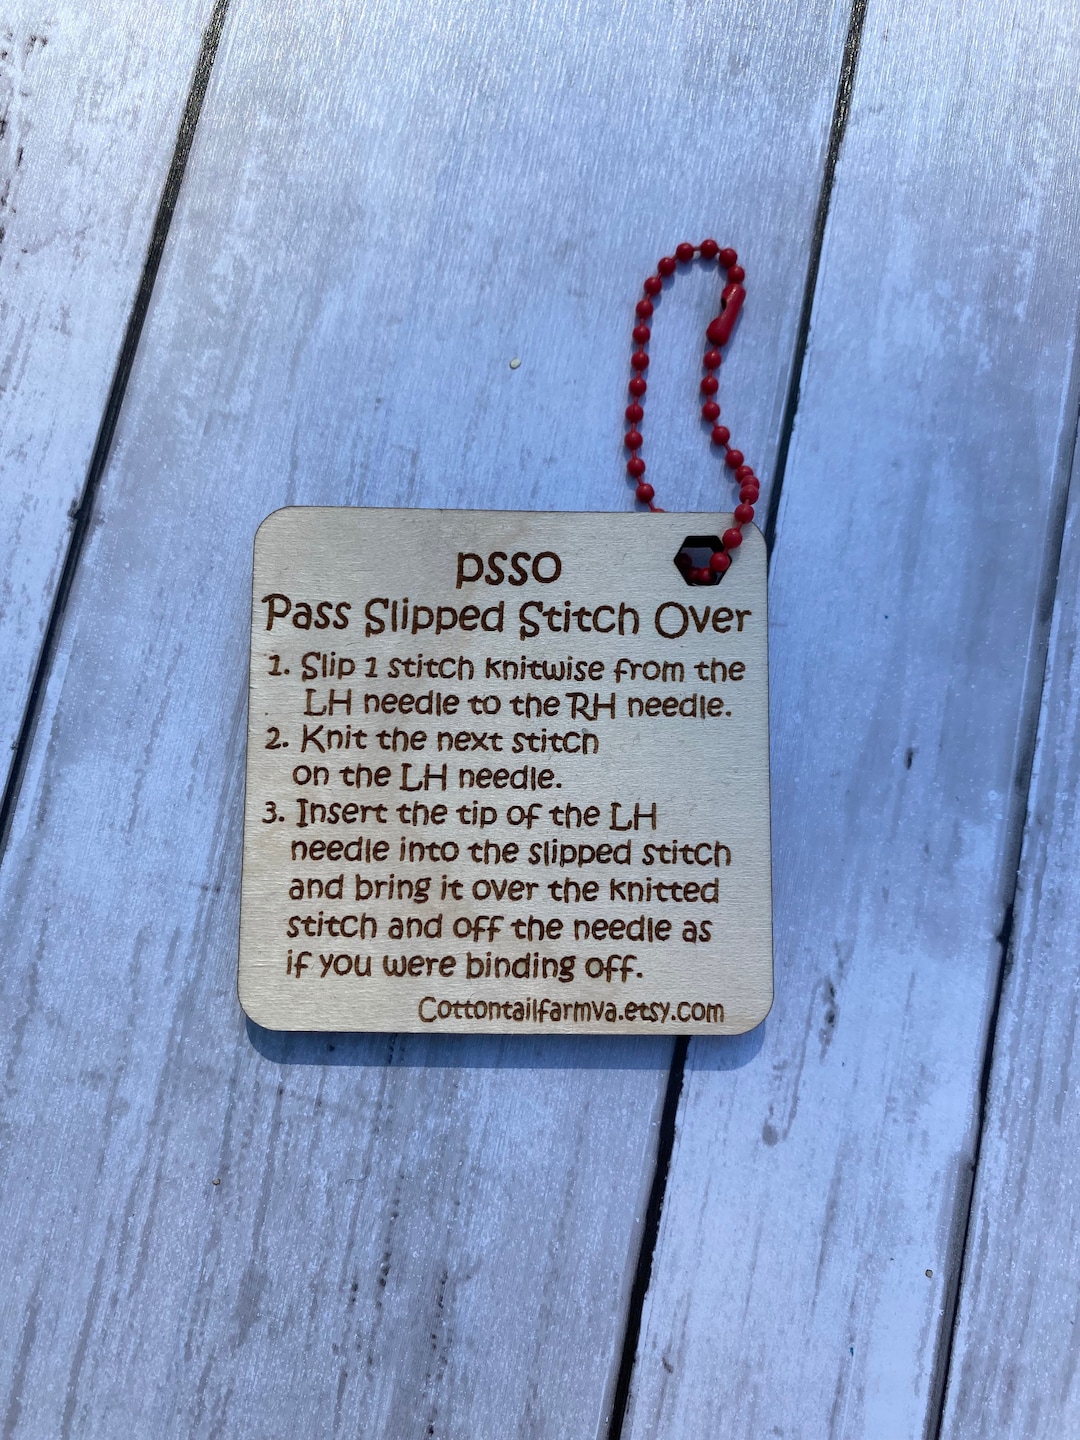 psso
Pass Slipped Stitch Over
1. Slip 1 stitch knitwise from the
LH needle to the RH needle.
2. Knit the next stitch
on the LH needle.
3. Insert the tip of the LH
needle into the slipped stitch
and bring it over the knitted
stitch and off the needle as
if you were binding off.
Cottontailfarmva.etsy.com